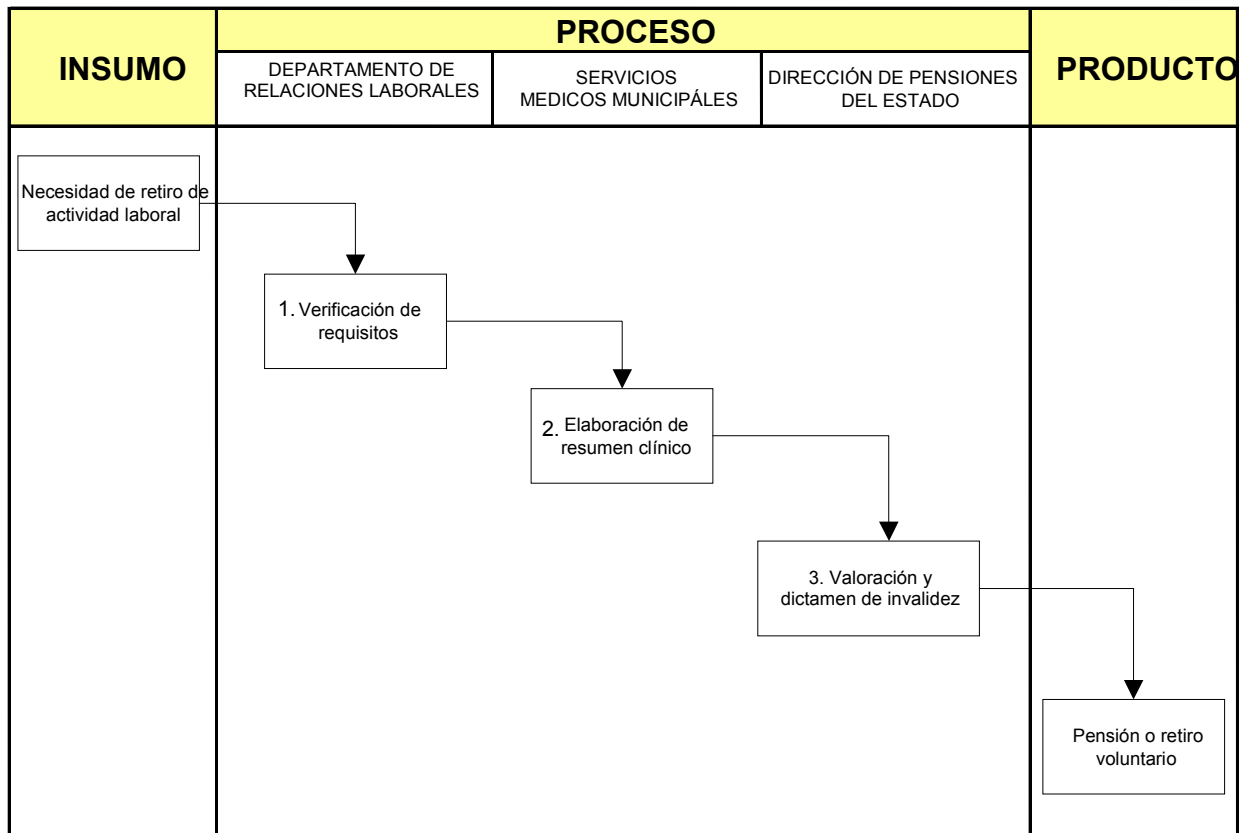 INSUMO
PROCESO
DEPARTAMENTO DE
RELACIONES LABORALES
SERVICIOS
MEDICOS MUNICIPÁLES
DIRECCIÓN DE PENSIONES
DEL ESTADO
PRODUCTO
Necesidad de retiro de
actividad laboral
1. Verificación de
requisitos
2. Elaboración de
resumen clínico
3. Valoración y
dictamen de invalidez
Pensión o retiro
voluntario